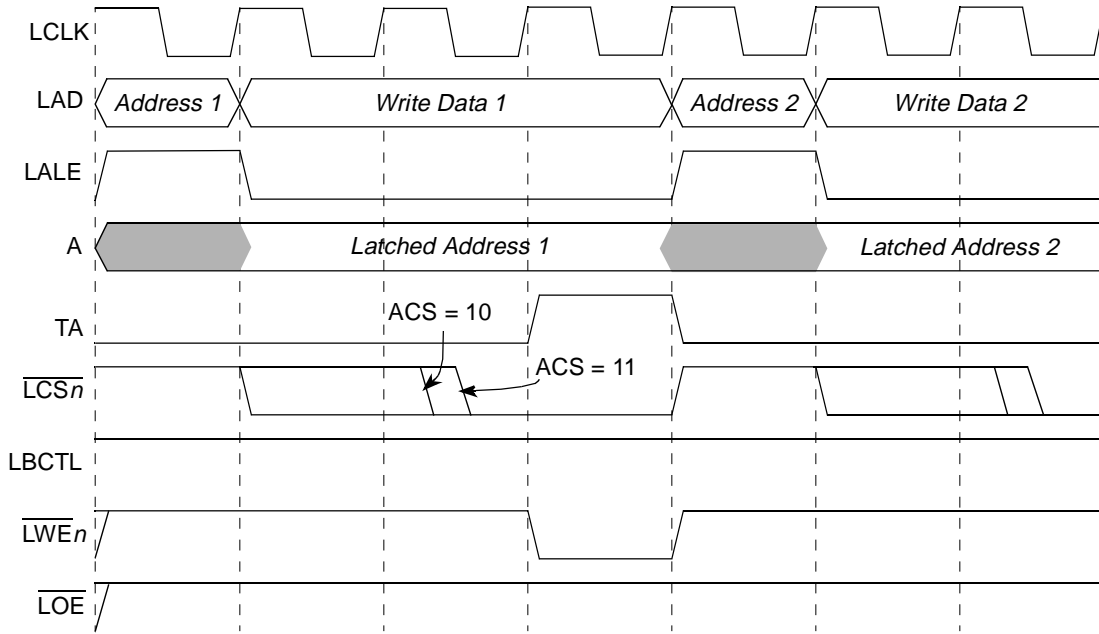 LCLK
LAD Address 1 Write Data 1 Address 2 Write Data 2
LALE
A Latched Address 1 Latched Address 2
TA ACS = 10
LCSn ACS = 11
LBCTL
LWEn
LOE